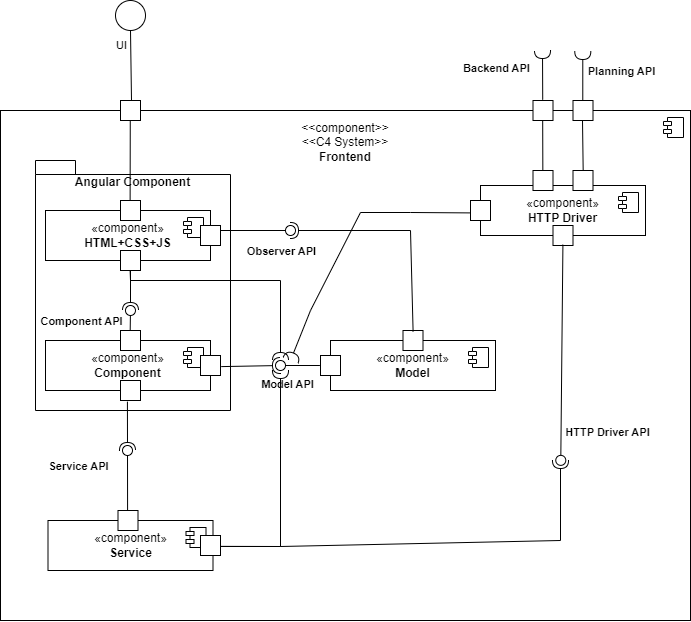 UI
Backend API
Planning API
<<component>>
<<C4 System>>
Frontend
Angular Component
«component»
HTML+CSS+JS
«component»
HTTP Driver
Observer API
Component API
«component»
Component
Model API
«component»
Model
HTTP Driver API
Service API
«component»
Service